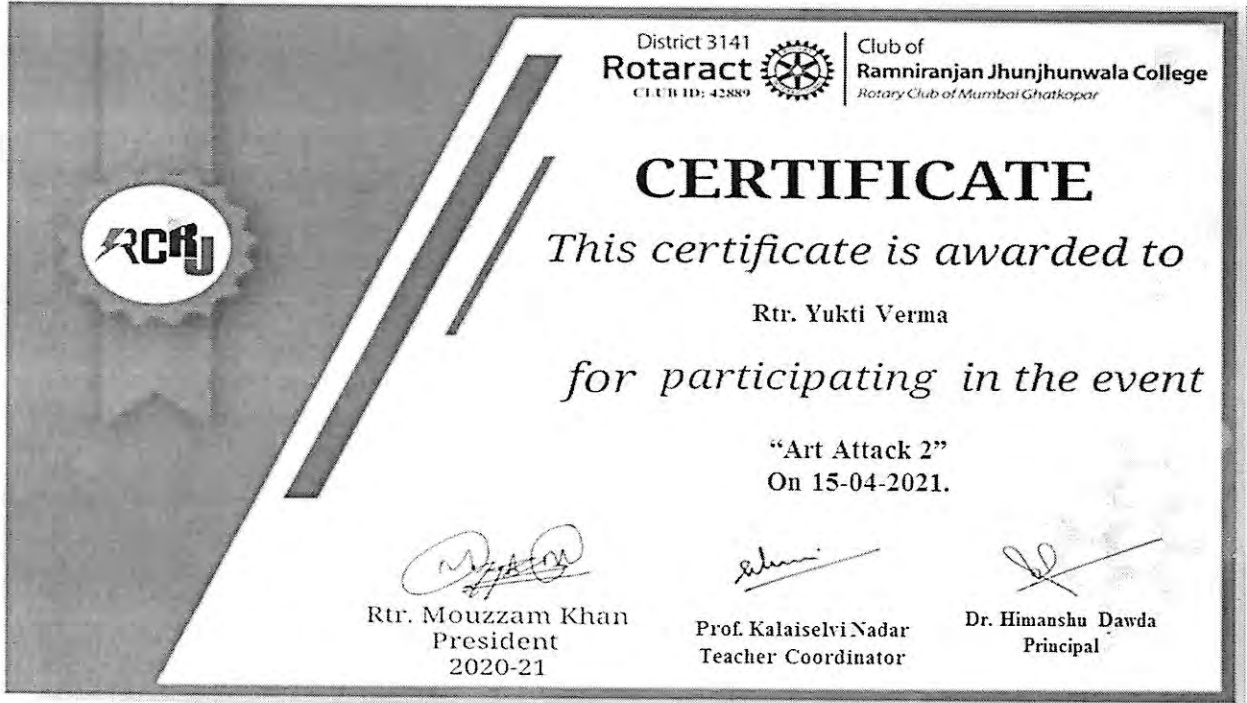 District 3141
Rotaract
CLUB ID: 42889
Club of
Ramniranjan Jhunjhunwala College
Rotary Club of Mumbai Ghatkopar
RCRJ
CERTIFICATE
This certificate is awarded to
Rtr. Yukti Verma
for participating in the event
“Art Attack 2”
On 15-04-2021.
Rtr. Mouzzam Khan
President
2020-21
Prof. Kalaiselvi Nadar
Teacher Coordinator
Dr. Himanshu Dawda
Principal